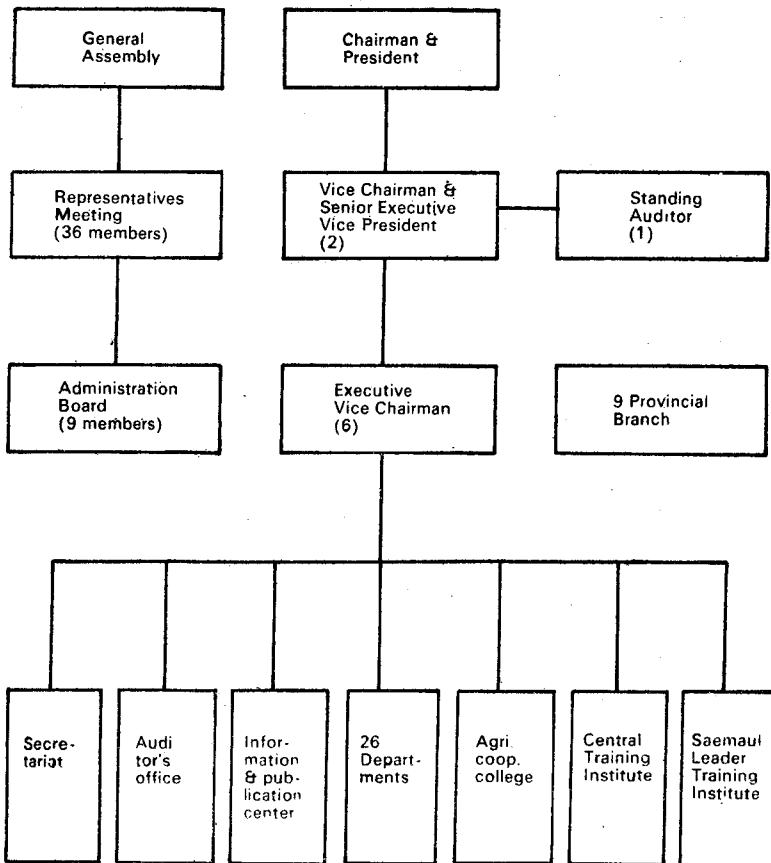 General
Assembly
Chairman &
President
Representatives
Meeting
(36 members)
Vice Chairman &
Senior Executive
Vice President
(2)
Standing
Auditor
(1)
Administration
Board
(9 members)
Executive
Vice Chairman
(6)
9 Provincial
Branch
Secre-
tariat
Audi
tor's
office
Infor-
mation
& pub-
lication
center
26
Depart-
ments
Agri.
coop.
college
Central
Training
Institute
Saemaul
Leader
Training
Institute